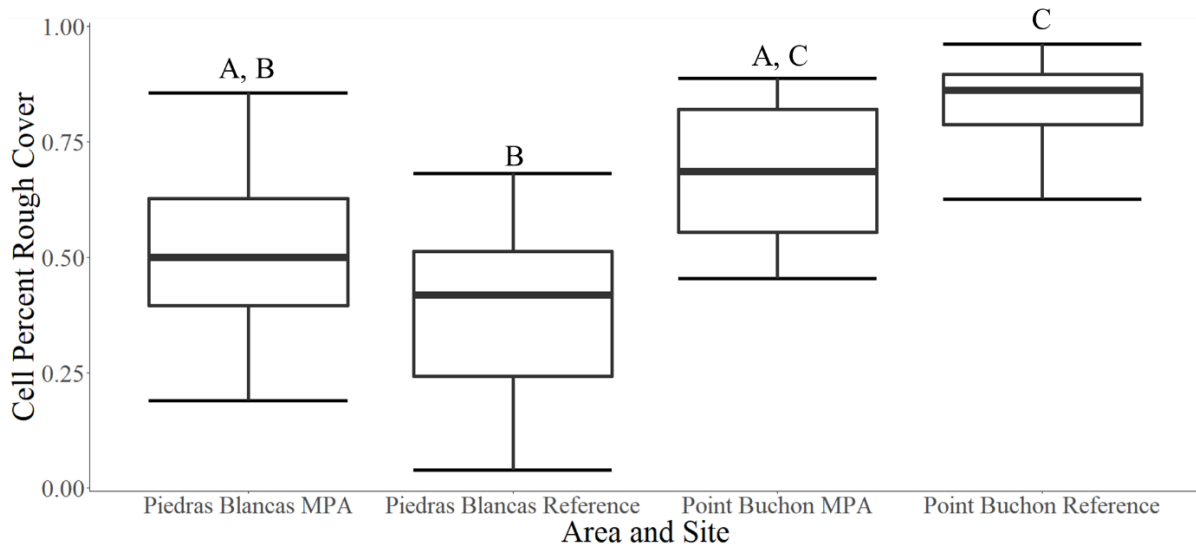 1.00
0.75
0.50
0.25
0.00
Cell Percent Rough Cover
A, B
B
A, C
C
Piedras Blancas MPA
Piedras Blancas Reference
Point Buchon MPA
Point Buchon Reference
Area and Site